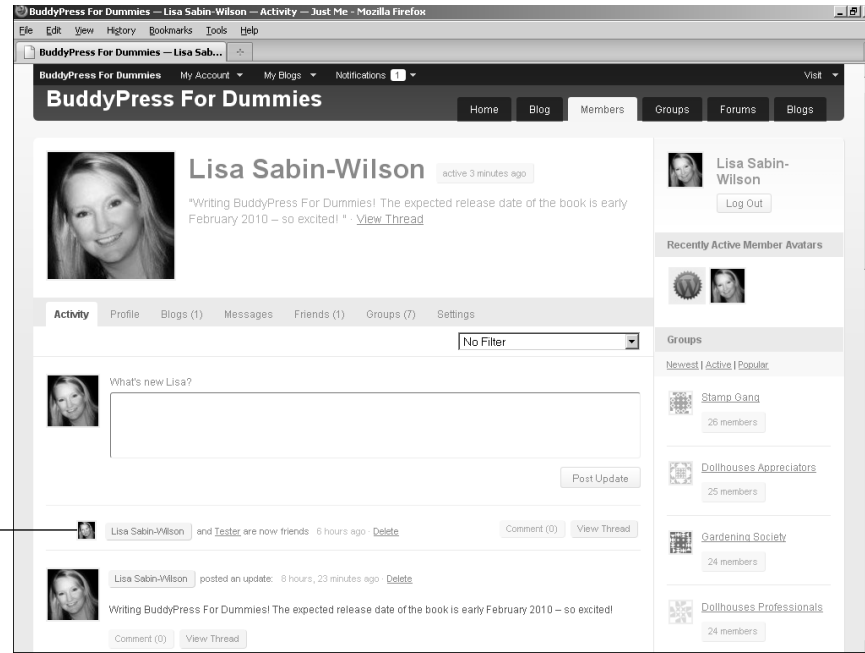 BuddyPress For Dummies — Lisa Sabin-Wilson — Activity — Just Me - Mozilla Firefox
File Edit View History Bookmarks Tools Help
BuddyPress For Dummies — Lisa Sab...
BuddyPress For Dummies My Account My Blogs Notifications 1 Visit
BuddyPress For Dummies
Home Blog Members Groups Forums Blogs
Lisa Sabin-Wilson active 3 minutes ago
"Writing BuddyPress For Dummies! The expected release date of the book is early
February 2010 – so excited! " · View Thread
Activity Profile Blogs (1) Messages Friends (1) Groups (7) Settings
No Filter
What's new Lisa?
Post Update
Lisa Sabin-Wilson and Tester are now friends · 6 hours ago · Delete Comment (0) View Thread
Lisa Sabin-Wilson posted an update: 8 hours, 23 minutes ago · Delete
Writing BuddyPress For Dummies! The expected release date of the book is early February 2010 – so excited!
Comment (0) View Thread
Lisa Sabin-
Wilson
Log Out
Recently Active Member Avatars
Groups
Newest | Active | Popular
Stamp Gang
26 members
Dollhouses Appreciators
25 members
Gardening Society
24 members
Dollhouses Professionals
24 members